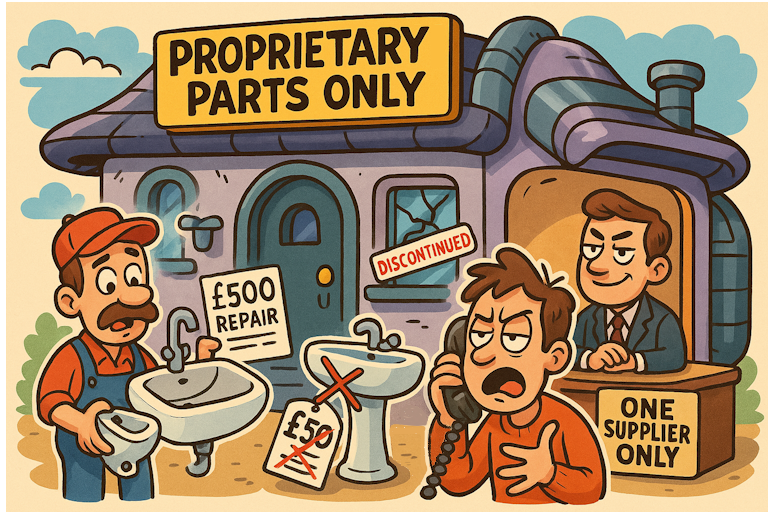 PROPRIETARY
PARTS ONLY
DISCONTINUED
£500
REPAIR
£50
ONE
SUPPLIER
ONLY